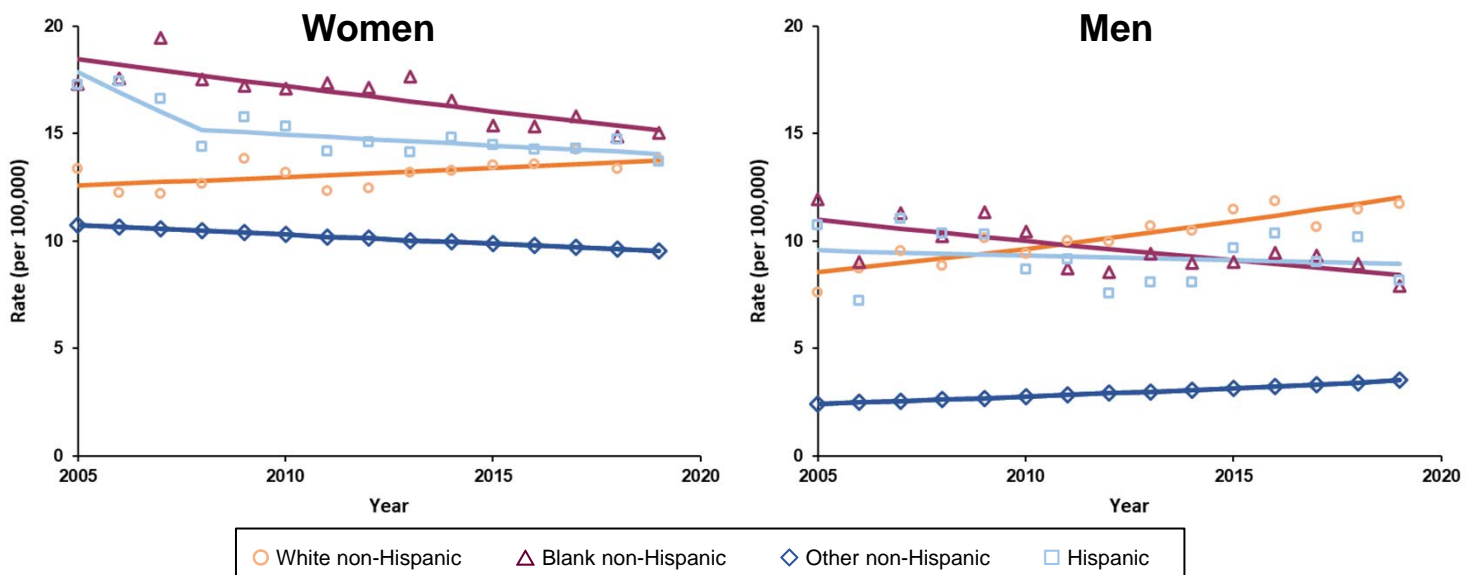 Women
Men
20
15
10
5
0
Rate (per 100,000)
2005
2010
2015
2020
Year
20
15
10
5
0
Rate (per 100,000)
2005
2010
2015
2020
Year
White non-Hispanic
Blank non-Hispanic
Other non-Hispanic
Hispanic